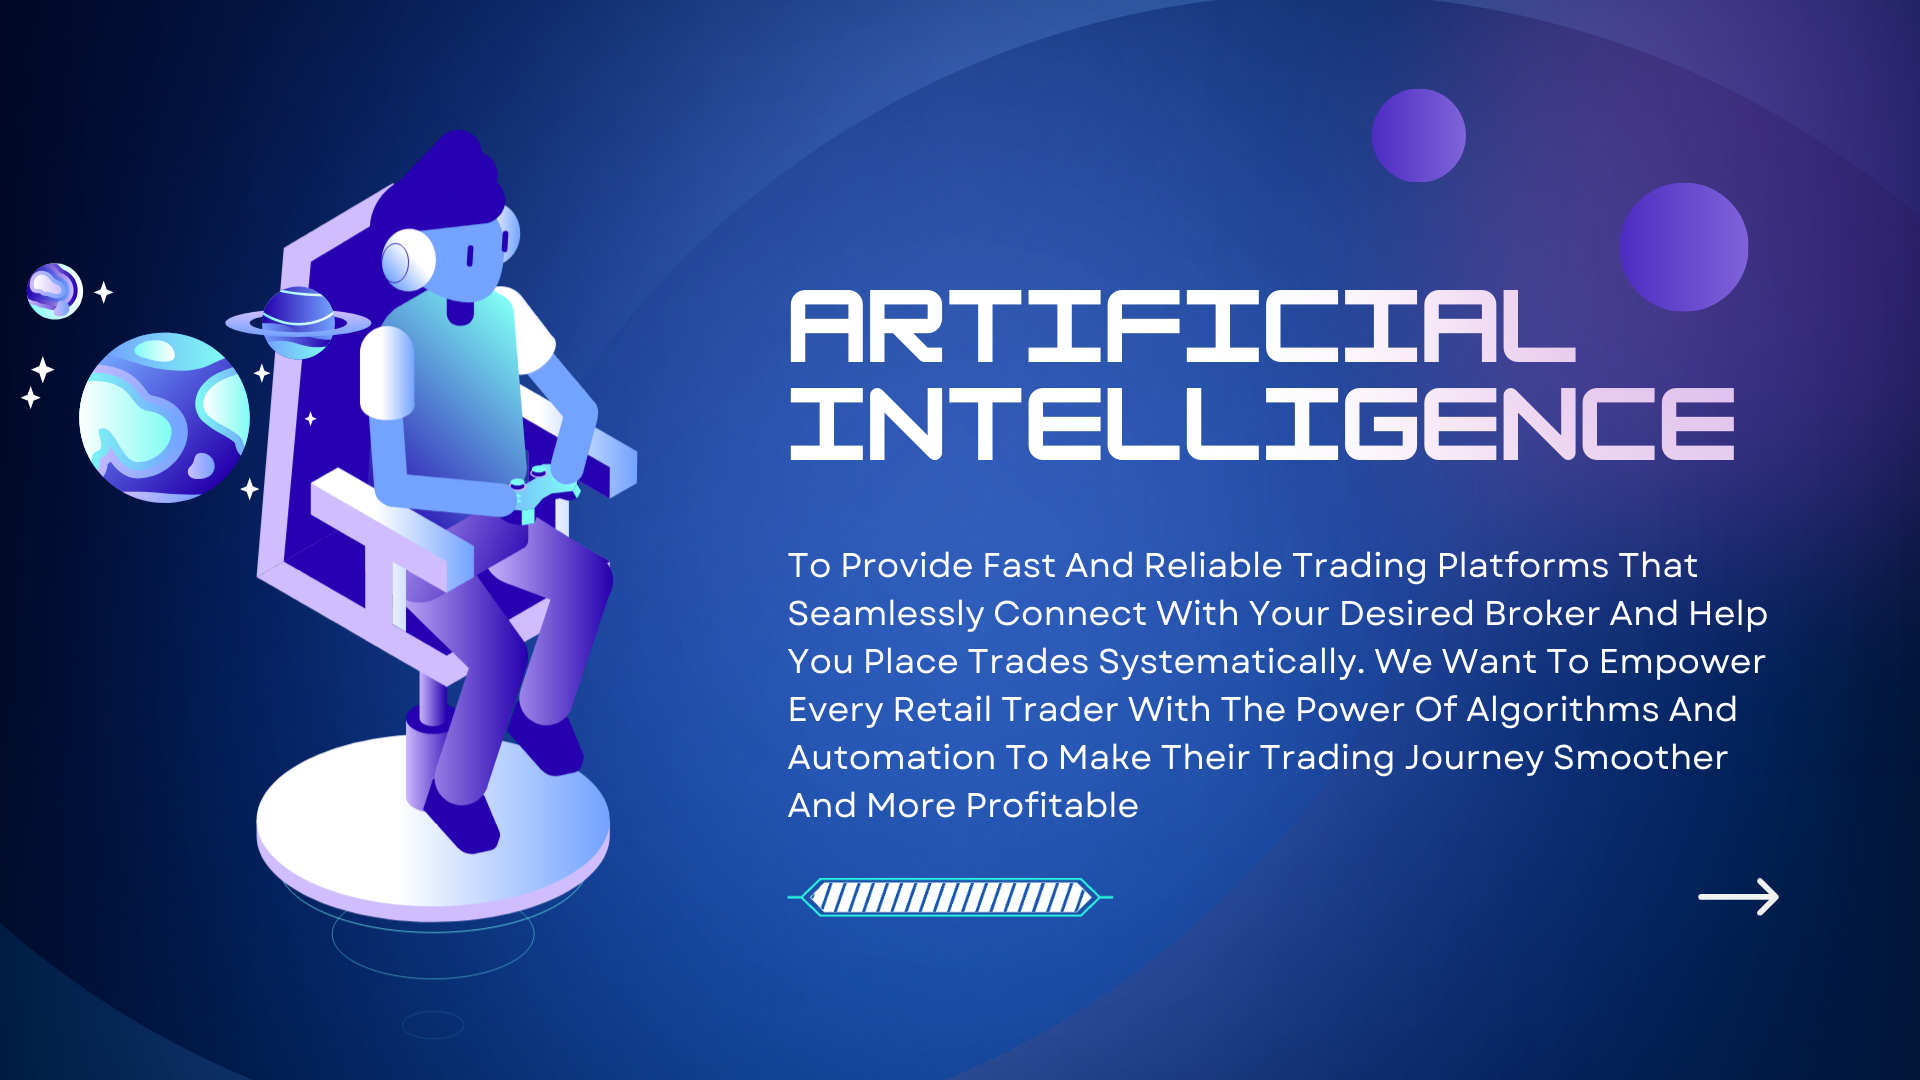 ARTIFICIAL
INTELLIGENCE
To Provide Fast And Reliable Trading Platforms That
Seamlessly Connect With Your Desired Broker And Help
You Place Trades Systematically. We Want To Empower
Every Retail Trader With The Power Of Algorithms And
Automation To Make Their Trading Journey Smoother
And More Profitable